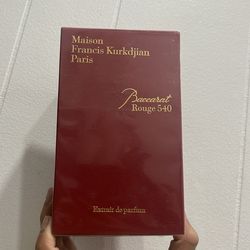 Maison
Francis Kurkdjian
Paris
Baccarat
Rouge 540
Extrait de parfum